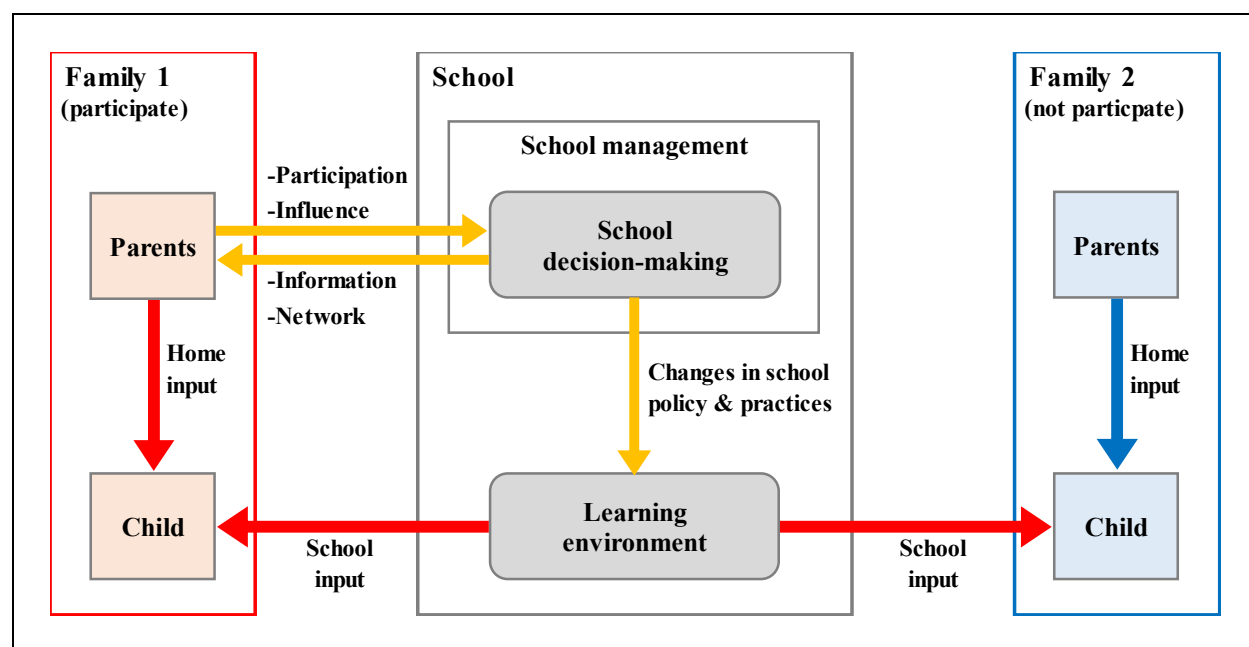 Family 1
(participate)
Parents
Home
input
Child
-Participation
-Influence
-Information
-Network
School
input
School
School management
School
decision-making
Changes in school
policy & practices
Learning
environment
School
input
Family 2
(not particpate)
Parents
Home
input
Child